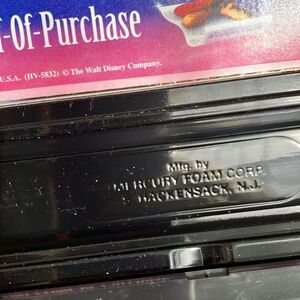 f-Of-Purchase
U.S.A. (HV-5832) © The Walt Disney Company.
Mfg. by
MERCURY FOAM CORP
HACKENSACK, N.J.